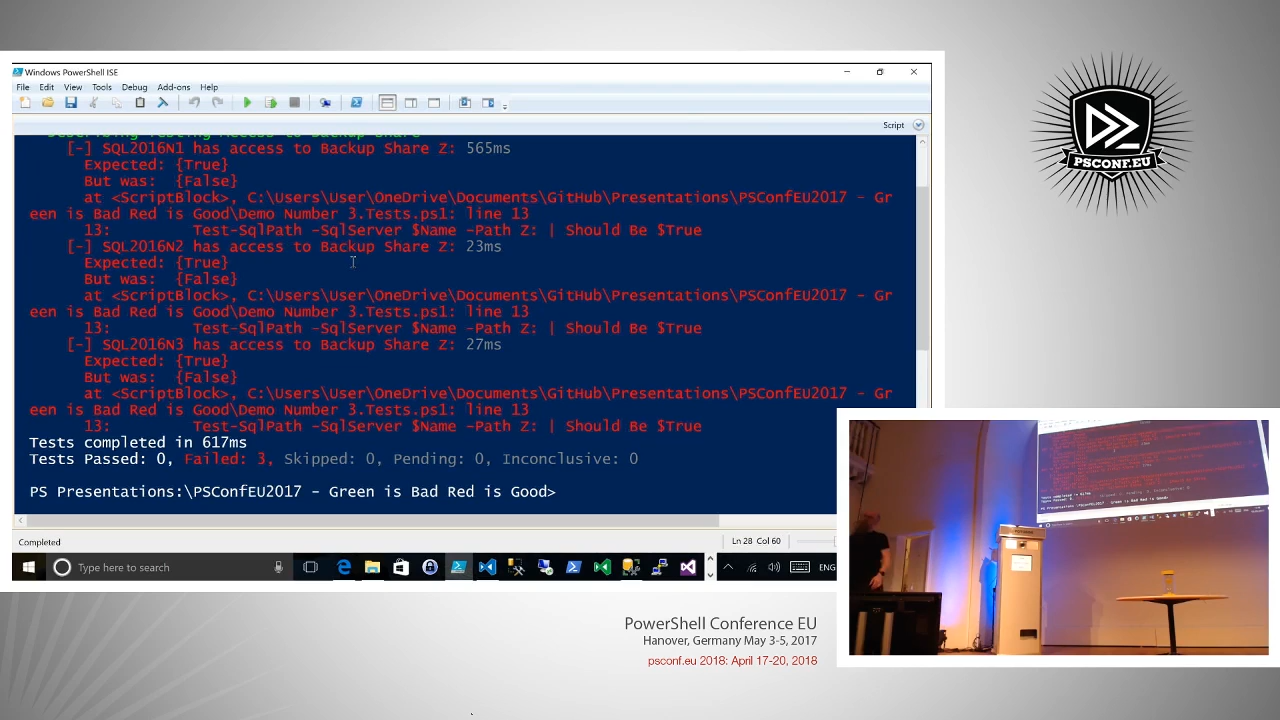 Windows PowerShell ISE
File Edit View Tools Debug Add-ons Help
Script
Describing Testing Access to Backup Share
[-] SQL2016N1 has access to Backup Share Z: 565ms
Expected: {True}
But was: {False}
at <ScriptBlock>, C:\Users\User\OneDrive\Documents\GitHub\Presentations\PSConfEU2017 - Gr
een is Bad Red is Good\Demo Number 3.Tests.ps1: line 13
13: Test-SqlPath -SqlServer $Name -Path Z: | Should Be $True
[-] SQL2016N2 has access to Backup Share Z: 23ms
Expected: {True}
But was: {False}
at <ScriptBlock>, C:\Users\User\OneDrive\Documents\GitHub\Presentations\PSConfEU2017 - Gr
een is Bad Red is Good\Demo Number 3.Tests.ps1: line 13
13: Test-SqlPath -SqlServer $Name -Path Z: | Should Be $True
[-] SQL2016N3 has access to Backup Share Z: 27ms
Expected: {True}
But was: {False}
at <ScriptBlock>, C:\Users\User\OneDrive\Documents\GitHub\Presentations\PSConfEU2017 - Gr
een is Bad Red is Good\Demo Number 3.Tests.ps1: line 13
13: Test-SqlPath -SqlServer $Name -Path Z: | Should Be $True
Tests completed in 617ms
Tests Passed: 0, Failed: 3, Skipped: 0, Pending: 0, Inconclusive: 0
PS Presentations:\PSConfEU2017 - Green is Bad Red is Good>
Completed
Ln 28 Col 60
Type here to search
ENG
PSCONF.EU
PowerShell Conference EU
Hanover, Germany May 3-5, 2017
psconf.eu 2018: April 17-20, 2018